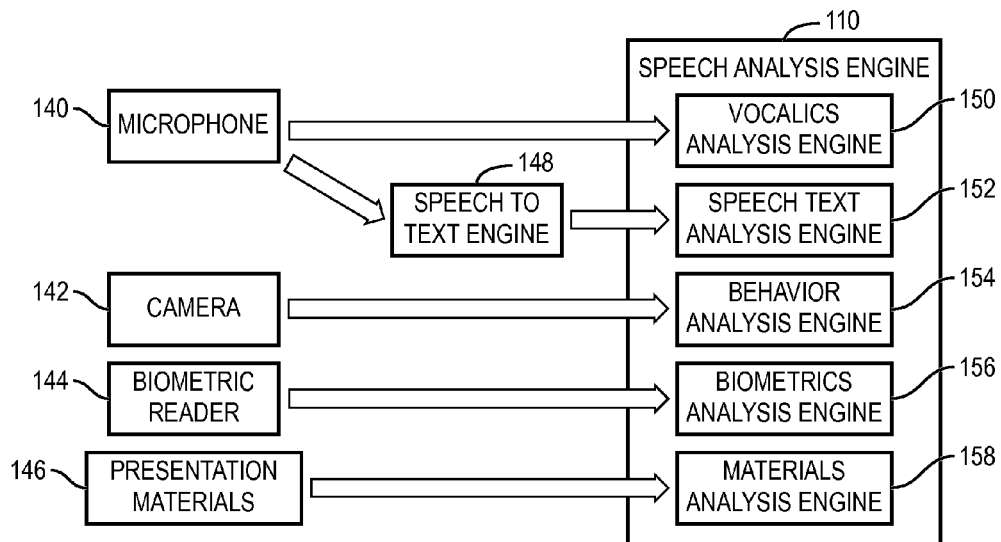 110
SPEECH ANALYSIS ENGINE
140
MICROPHONE
VOCALICS
ANALYSIS ENGINE
150
148
SPEECH TO
TEXT ENGINE
SPEECH TEXT
ANALYSIS ENGINE
152
142
CAMERA
BEHAVIOR
ANALYSIS ENGINE
154
144
BIOMETRIC
READER
BIOMETRICS
ANALYSIS ENGINE
156
146
PRESENTATION
MATERIALS
MATERIALS
ANALYSIS ENGINE
158